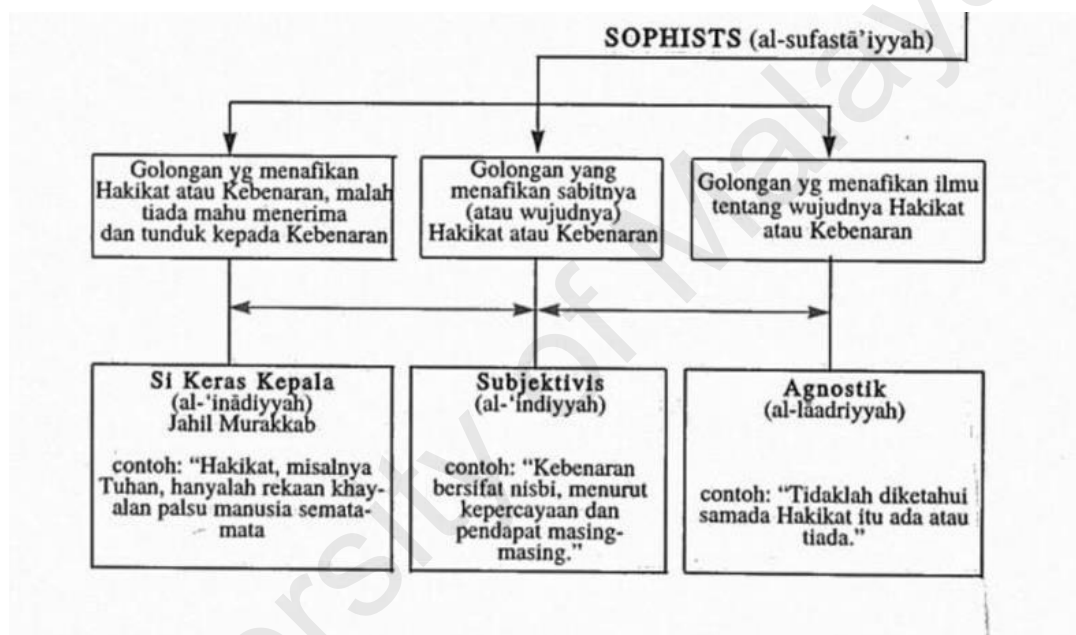 SOPHISTS (al-sufastā’iyyah)
Golongan yg menafikan
Hakikat atau Kebenaran, malah
tiada mahu menerima
dan tunduk kepada Kebenaran
Golongan yang
menafikan sabitnya
(atau wujudnya)
Hakikat atau Kebenaran
Golongan yg menafikan ilmu
tentang wujudnya Hakikat
atau Kebenaran
Si Keras Kepala
(al-‘inādiyyah)
Jahil Murakkab
contoh: “Hakikat, misalnya
Tuhan, hanyalah rekaan khay-
alan palsu manusia semata-
mata
Subjektivis
(al-‘indiyyah)
contoh: “Kebenaran
bersifat nisbi, menurut
kepercayaan dan
pendapat masing-
masing.”
Agnostik
(al-lāadriyyah)
contoh: “Tidaklah diketahui
samada Hakikat itu ada atau
tiada.”
ersity of Malaya